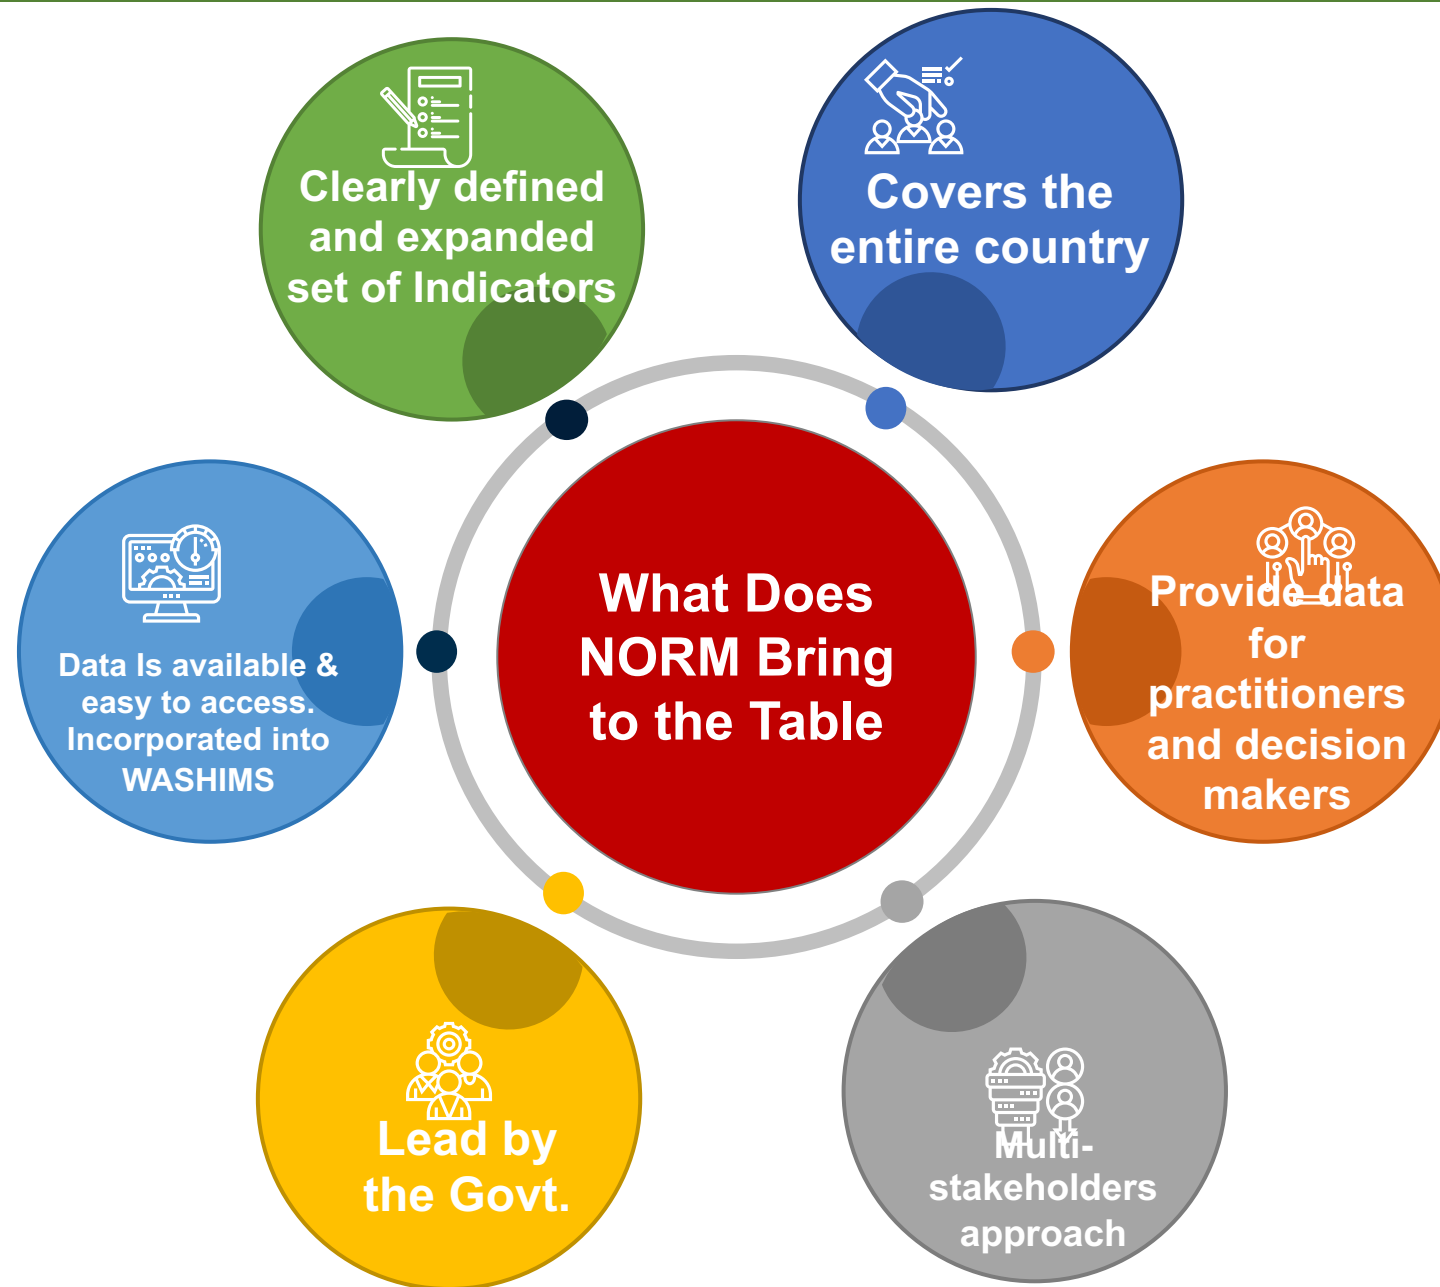 Clearly defined
and expanded
set of Indicators
Covers the
entire country
Data Is available &
easy to access.
Incorporated into
WASHIMS
What Does
NORM Bring
to the Table
Provide data
for
practitioners
and decision
makers
Lead by
the Govt.
Multi-
stakeholders
approach